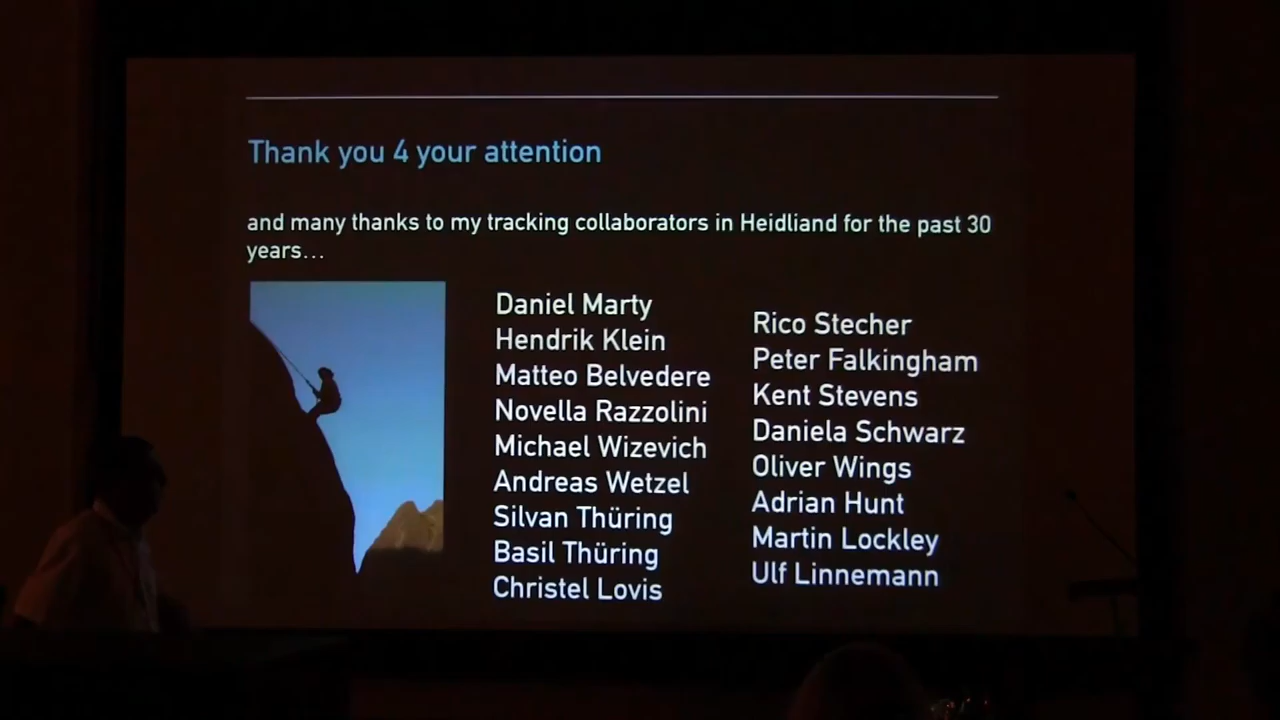 Thank you 4 your attention
and many thanks to my tracking collaborators in Heidliand for the past 30
years...
Daniel Marty
Hendrik Klein
Matteo Belvedere
Novella Razzolini
Michael Wizevich
Andreas Wetzel
Silvan Thüring
Basil Thüring
Christel Lovis
Rico Stecher
Peter Falkingham
Kent Stevens
Daniela Schwarz
Oliver Wings
Adrian Hunt
Martin Lockley
Ulf Linnemann